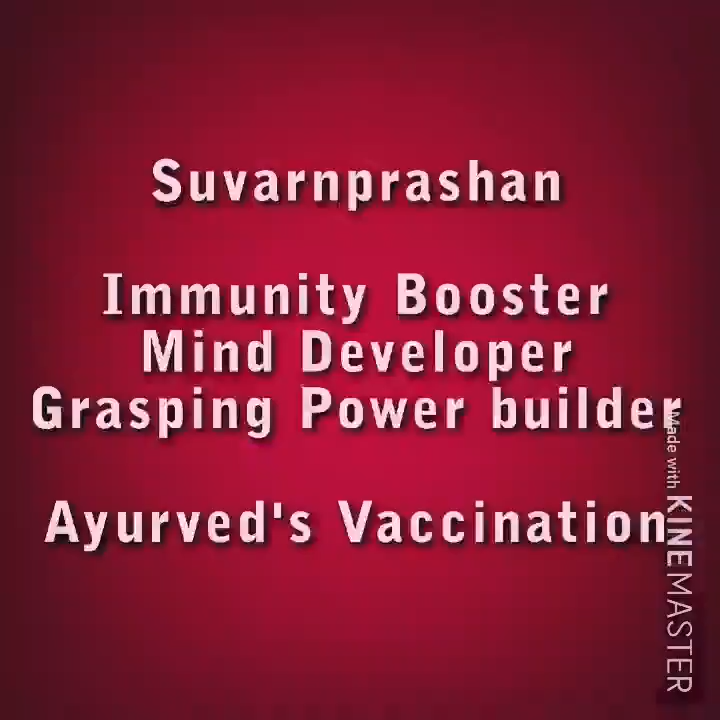 Suvarnprashan
Immunity Booster
Mind Developer
Grasping Power builder
Ayurved's Vaccination
Made with KINEMASTER